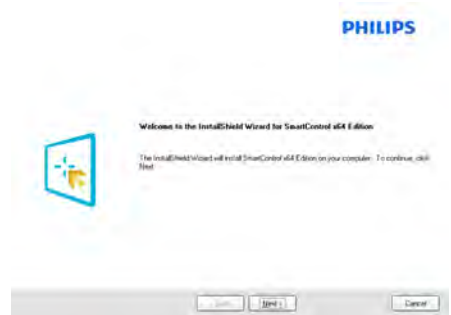 PHILIPS
Welcome to the InstallShield Wizard for SmartControl x64 Edition
The InstallShield Wizard will install SmartControl x64 Edition on your computer. To continue, click
Next
Next >
Cancel